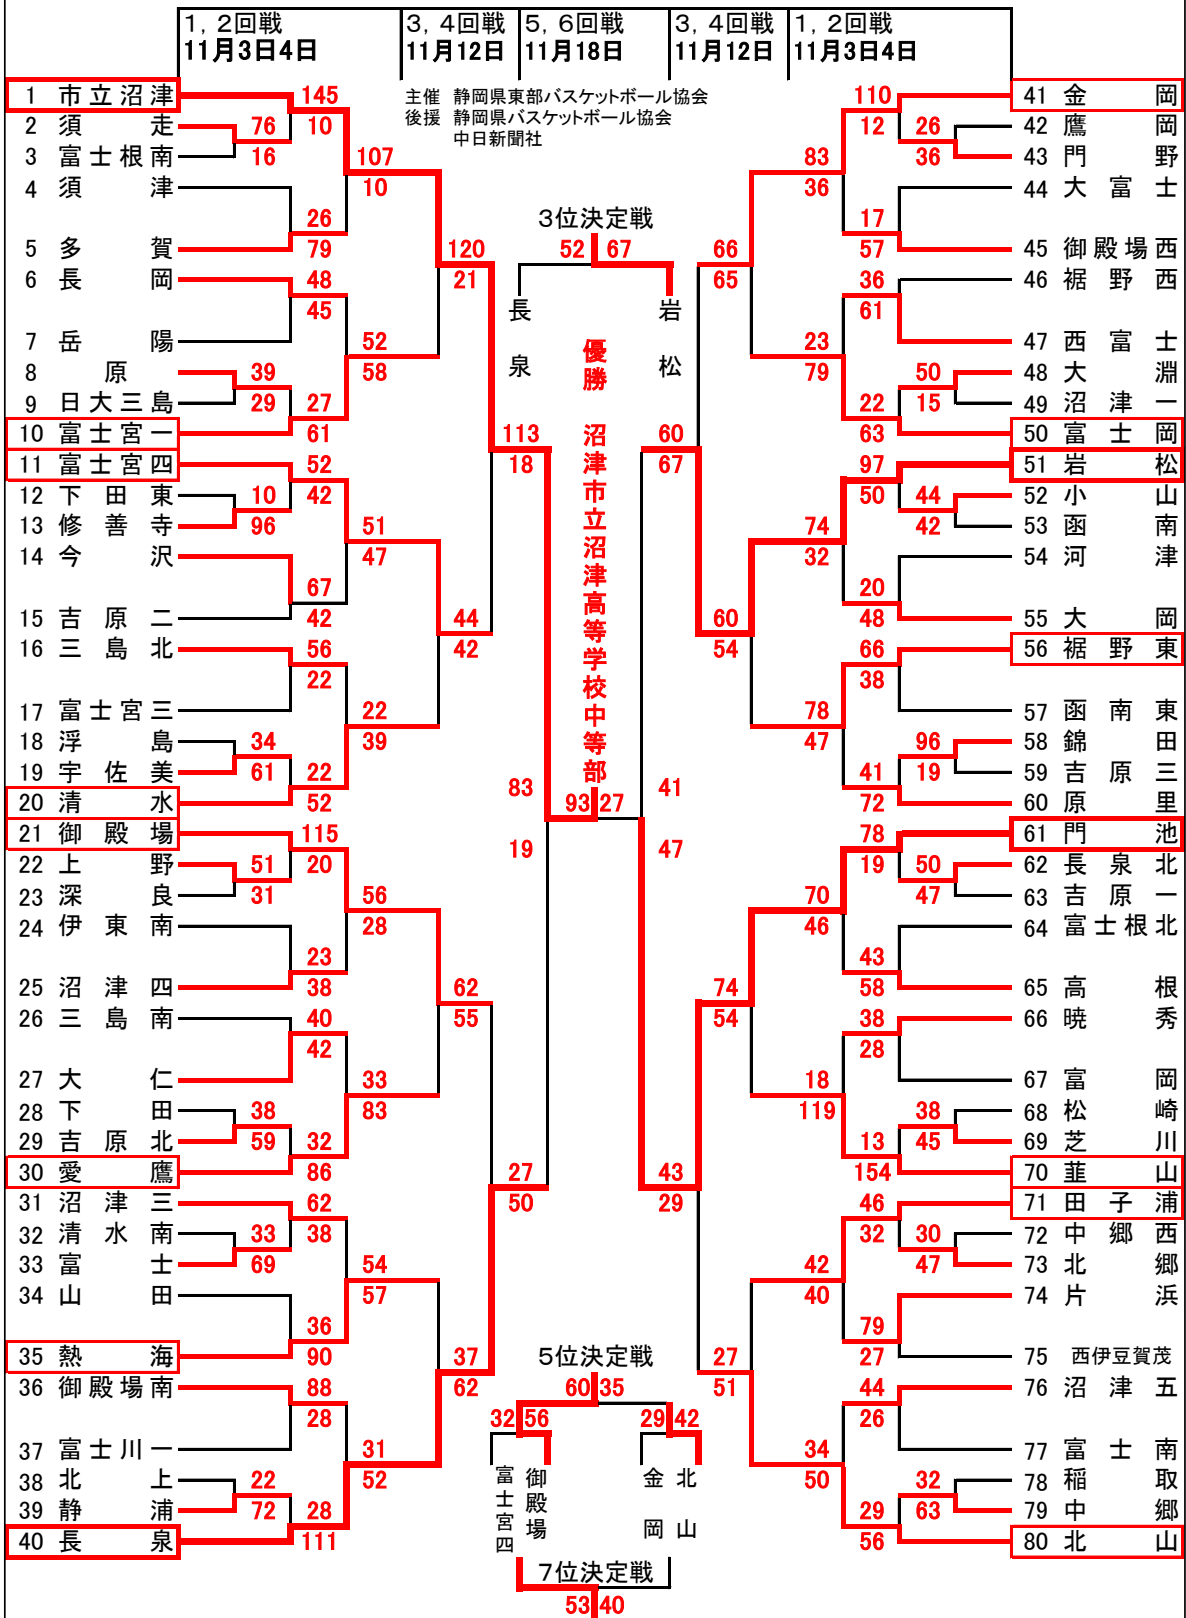 1，2回戦 3，4回戦 5，6回戦 3，4回戦 1，2回戦
11月3日4日 11月12日 11月18日 11月12日 11月3日4日
主催 静岡県東部バスケットボール協会
後援 静岡県バスケットボール協会
中日新聞社
1 市立沼津
2 須走
3 富士根南
4 須津
5 多賀
6 長岡
7 岳陽
8 原
9 日大三島
10 富士宮一
11 富士宮四
12 下田東
13 修善寺
14 今沢
15 吉原二
16 三島北
17 富士宮三
18 浮島
19 宇佐美
20 清水
21 御殿場
22 上野
23 深良
24 伊東南
25 沼津四
26 三島南
27 大仁
28 下田
29 吉原北
30 愛鷹
31 沼津三
32 清水南
33 富士
34 山田
35 熱海
36 御殿場南
37 富士川一
38 北上
39 静浦
40 長泉
145
10
76
16
26
79
48
45
39
29
27
61
52
42
10
96
67
42
56
22
34
61
22
52
115
20
51
31
23
38
40
42
38
59
32
86
62
38
33
69
36
90
88
28
22
72
28
111
107
10
52
58
51
47
22
39
56
28
33
83
54
57
31
52
120
21
44
42
62
55
37
62
113
18
27
50
83
19
3位決定戦
52 67
長泉
岩松
優勝 沼津市立沼津高等学校中等部
93 27
41
47
60
67
43
29
66
65
60
54
74
54
27
51
83
36
23
79
74
32
78
47
70
46
18
119
42
40
34
50
110
12
26
36
17
57
36
61
50
15
22
63
97
50
44
42
20
48
66
38
96
19
41
72
78
19
50
47
43
58
38
28
38
45
13
154
46
32
30
47
79
27
44
26
32
63
29
56
41 金岡
42 鷹岡
43 門野
44 大富士
45 御殿場西
46 裾野西
47 西富士
48 大淵
49 沼津一
50 富士岡
51 岩松
52 小山
53 函南
54 河津
55 大岡
56 裾野東
57 函南東
58 錦田
59 吉原三
60 原里
61 門池
62 長泉北
63 吉原一
64 富士根北
65 高根
66 暁秀
67 富岡
68 松崎
69 芝川
70 韮山
71 田子浦
72 中郷西
73 北郷
74 片浜
75 西伊豆賀茂
76 沼津五
77 富士南
78 稲取
79 中郷
80 北山
5位決定戦
60 35
32 56
29 42
富士宮四
御殿場
金岡
北山
7位決定戦
53 40